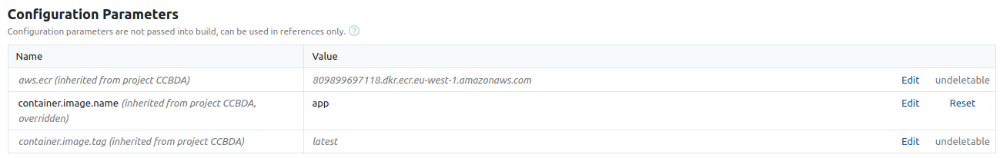 Configuration Parameters
Configuration parameters are not passed into build, can be used in references only. ?
Name Value
aws.ecr (inherited from project CCBDA) 809899697118.dkr.ecr.eu-west-1.amazonaws.com Edit undeletable
container.image.name (inherited from project CCBDA, app Edit Reset
overridden)
container.image.tag (inherited from project CCBDA) latest Edit undeletable